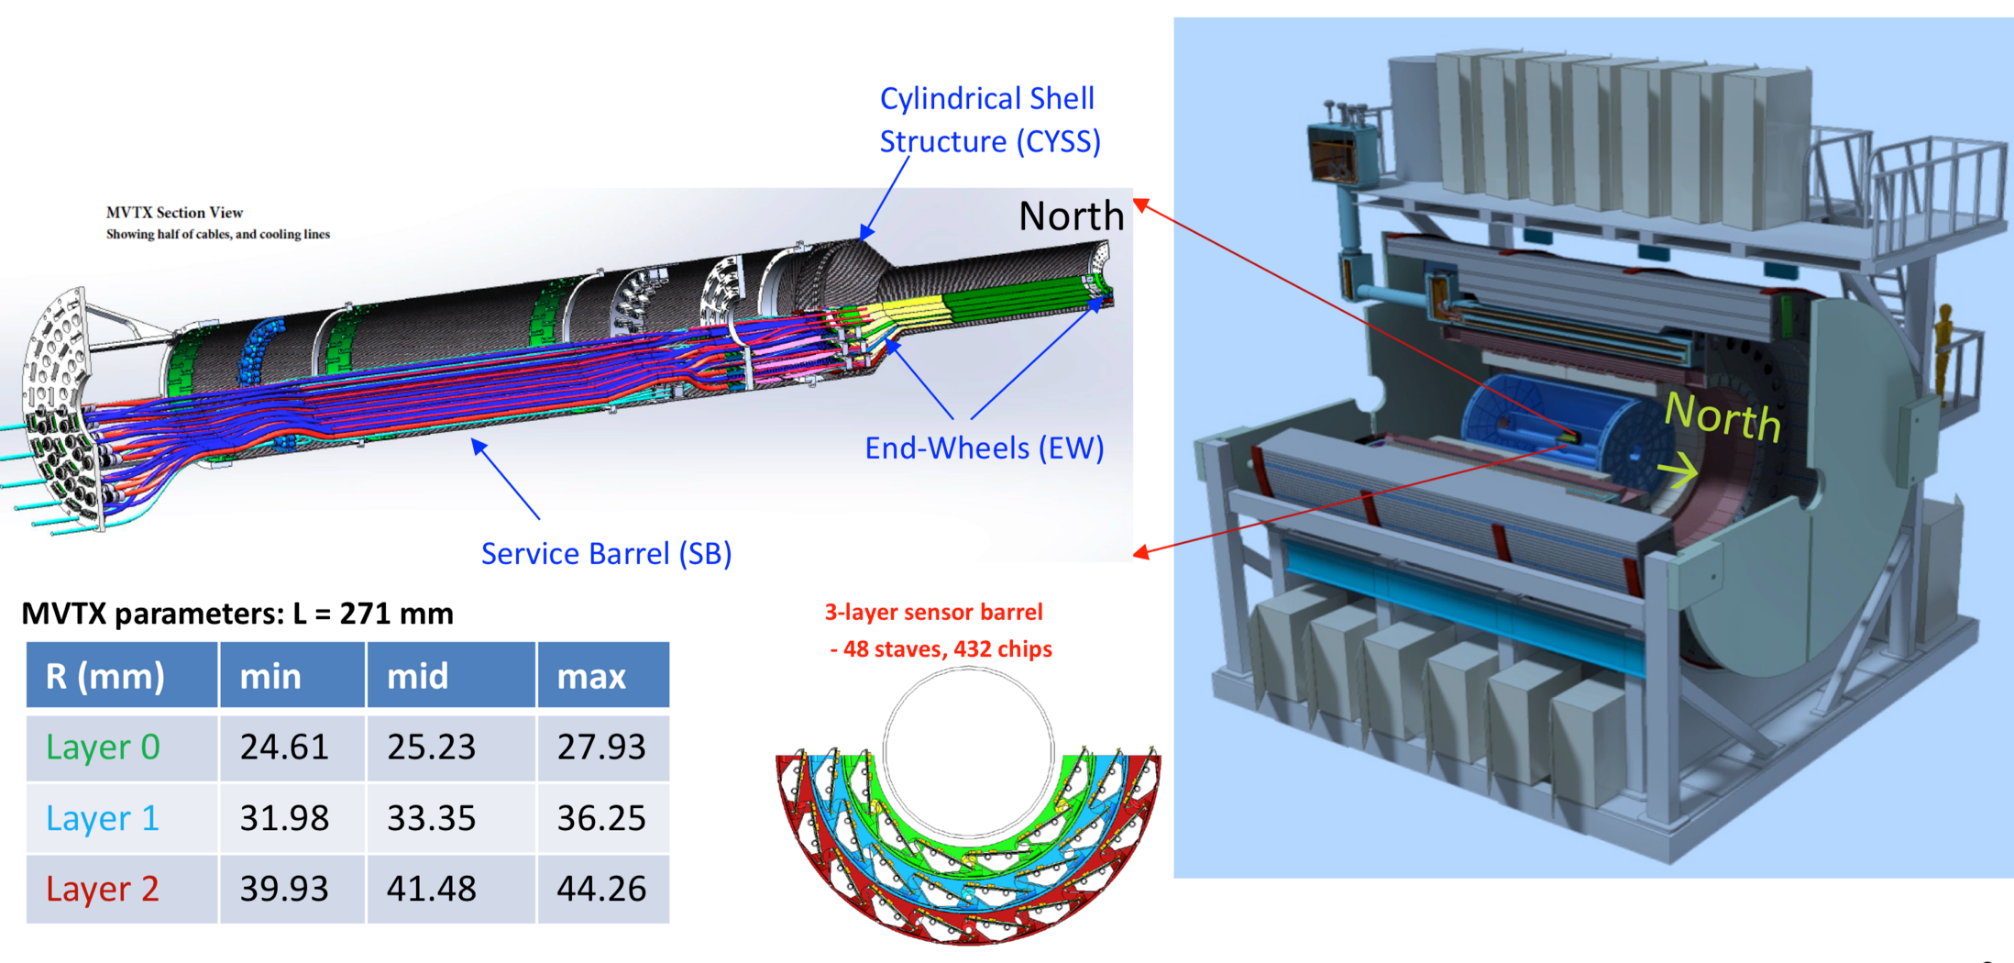 Cylindrical Shell
Structure (CYSS)
MVTX Section View
Showing half of cables, and cooling lines
North
End-Wheels (EW)
Service Barrel (SB)
North
MVTX parameters: L = 271 mm
R (mm) min mid max
Layer 0 24.61 25.23 27.93
Layer 1 31.98 33.35 36.25
Layer 2 39.93 41.48 44.26
3-layer sensor barrel
- 48 staves, 432 chips